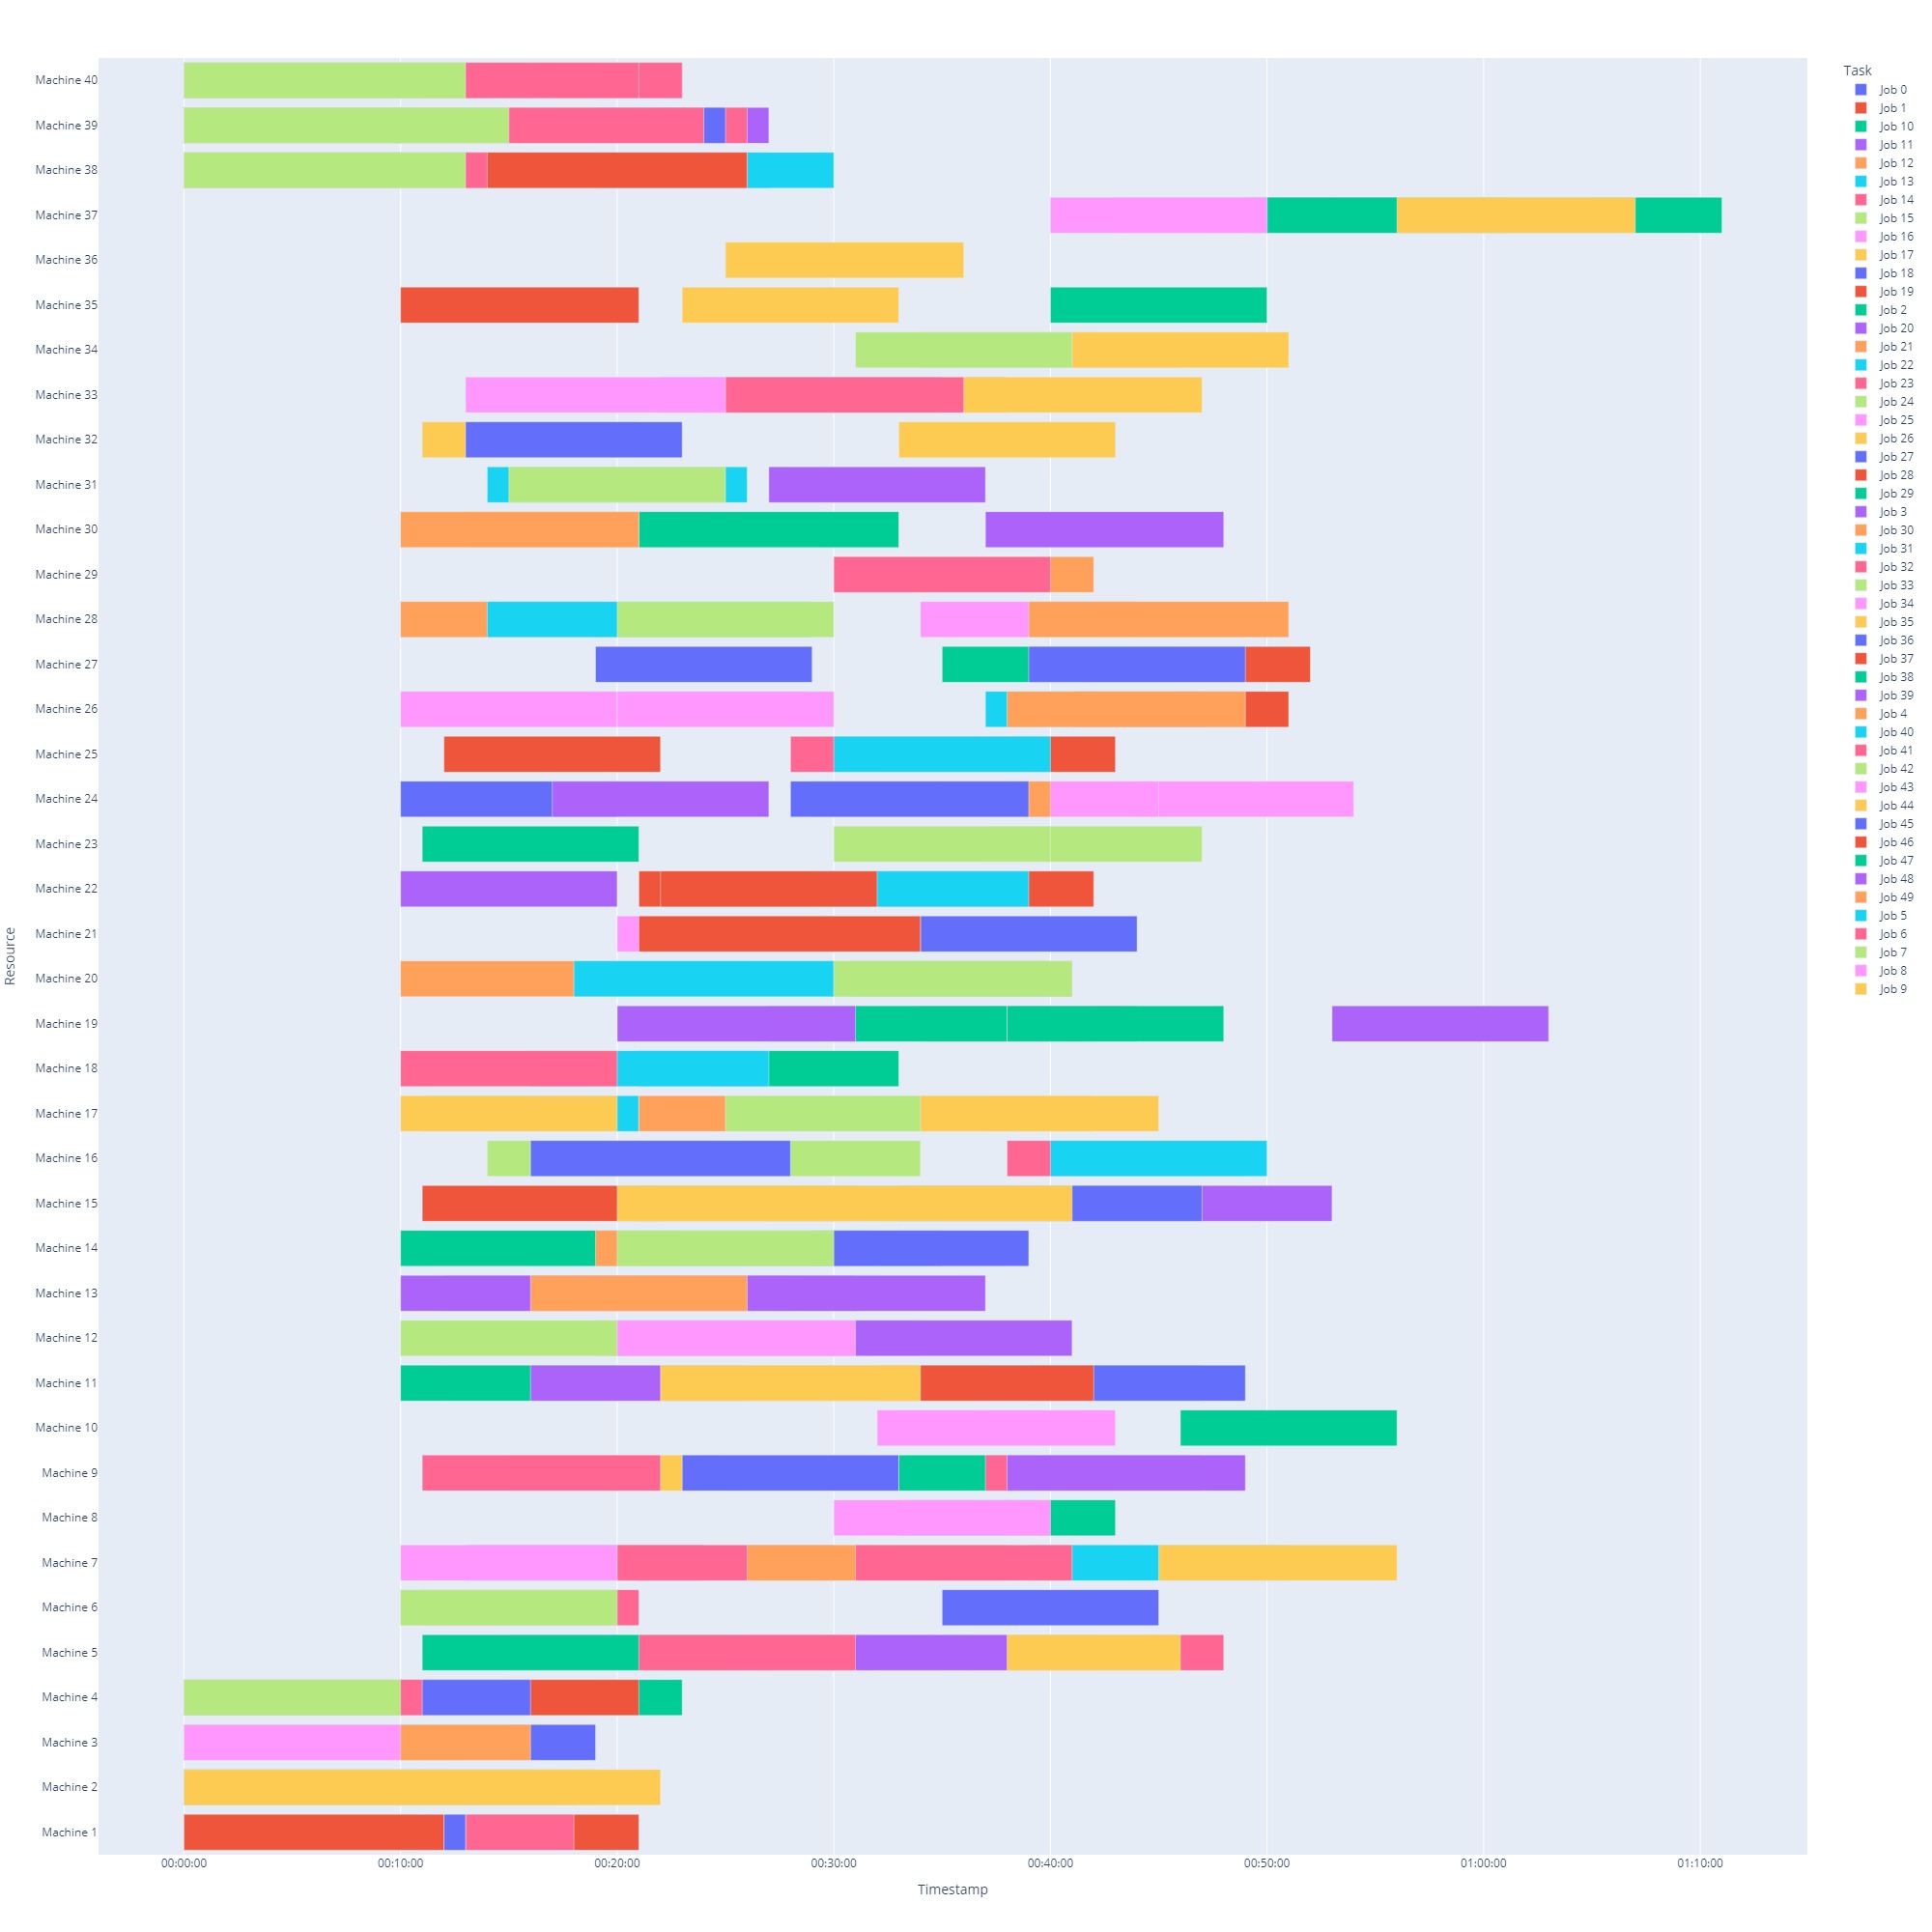 Machine 40
Machine 39
Machine 38
Machine 37
Machine 36
Machine 35
Machine 34
Machine 33
Machine 32
Machine 31
Machine 30
Machine 29
Machine 28
Machine 27
Machine 26
Machine 25
Machine 24
Machine 23
Machine 22
Machine 21
Machine 20
Machine 19
Machine 18
Machine 17
Machine 16
Machine 15
Machine 14
Machine 13
Machine 12
Machine 11
Machine 10
Machine 9
Machine 8
Machine 7
Machine 6
Machine 5
Machine 4
Machine 3
Machine 2
Machine 1
Resource
00:00:00 00:10:00 00:20:00 00:30:00 00:40:00 00:50:00 01:00:00 01:10:00
Timestamp
Task
Job 0
Job 1
Job 10
Job 11
Job 12
Job 13
Job 14
Job 15
Job 16
Job 17
Job 18
Job 19
Job 2
Job 20
Job 21
Job 22
Job 23
Job 24
Job 25
Job 26
Job 27
Job 28
Job 29
Job 3
Job 30
Job 31
Job 32
Job 33
Job 34
Job 35
Job 36
Job 37
Job 38
Job 39
Job 4
Job 40
Job 41
Job 42
Job 43
Job 44
Job 45
Job 46
Job 47
Job 48
Job 49
Job 5
Job 6
Job 7
Job 8
Job 9